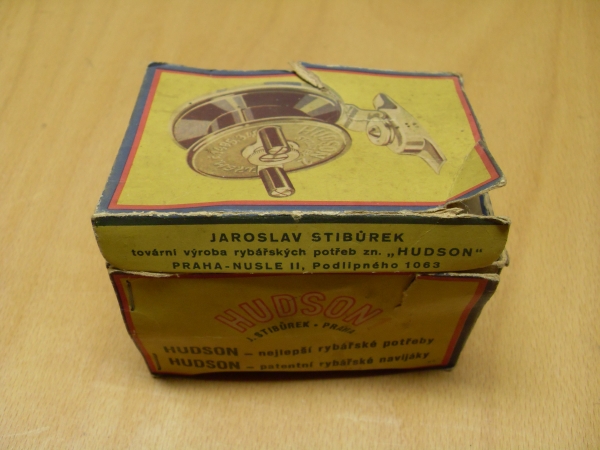 HUDSON
JAROSLAV STIBŮREK
tovární výroba rybářských potřeb zn. „HUDSON"
PRAHA-NUSLE II, Podlipného 1063
HUDSON
J. STIBŮREK • PRAHA
HUDSON – nejlepší rybářské potřeby
HUDSON – patentní rybářské navijáky